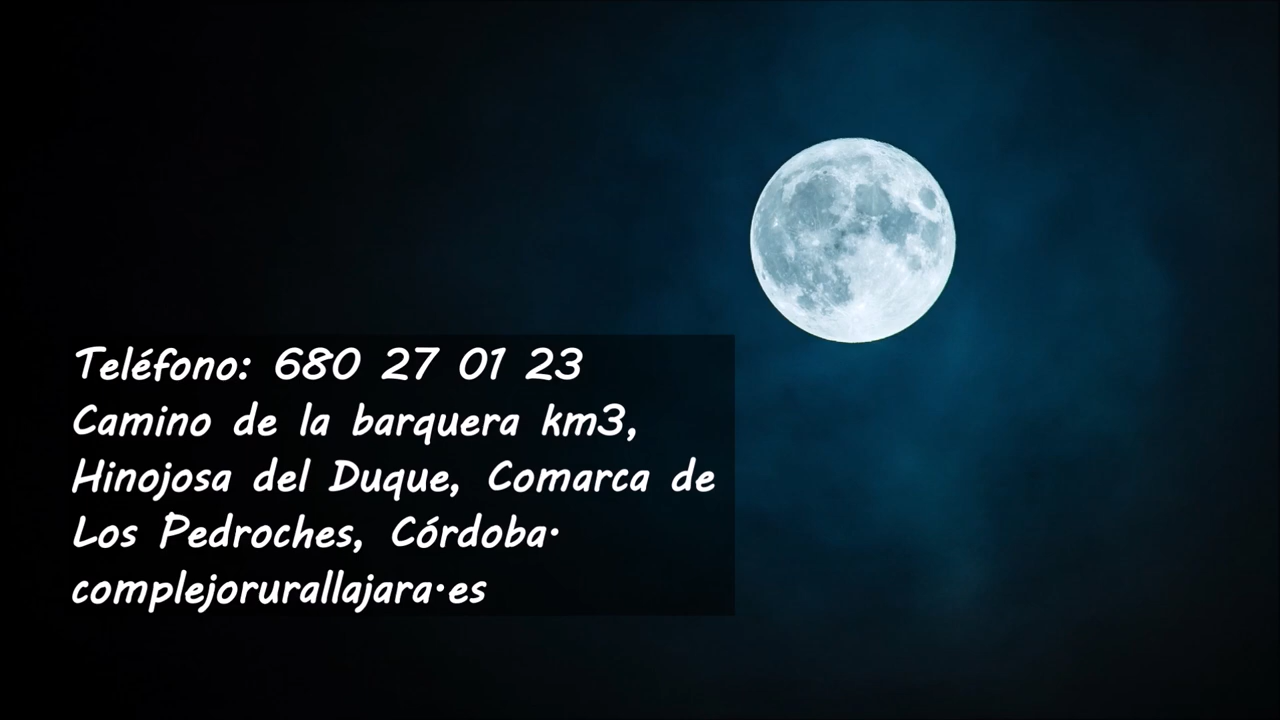 Teléfono: 680 27 01 23
Camino de la barquera km3,
Hinojosa del Duque, Comarca de
Los Pedroches, Córdoba.
complejorurallajara.es